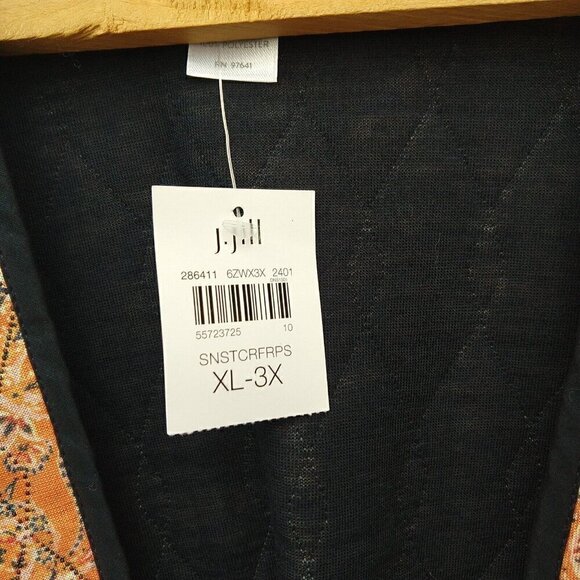 POLYESTER
RN 97641
J.Jill
286411 6ZWX3X 2401
55723725 10
SNSTCRFRPS
XL-3X